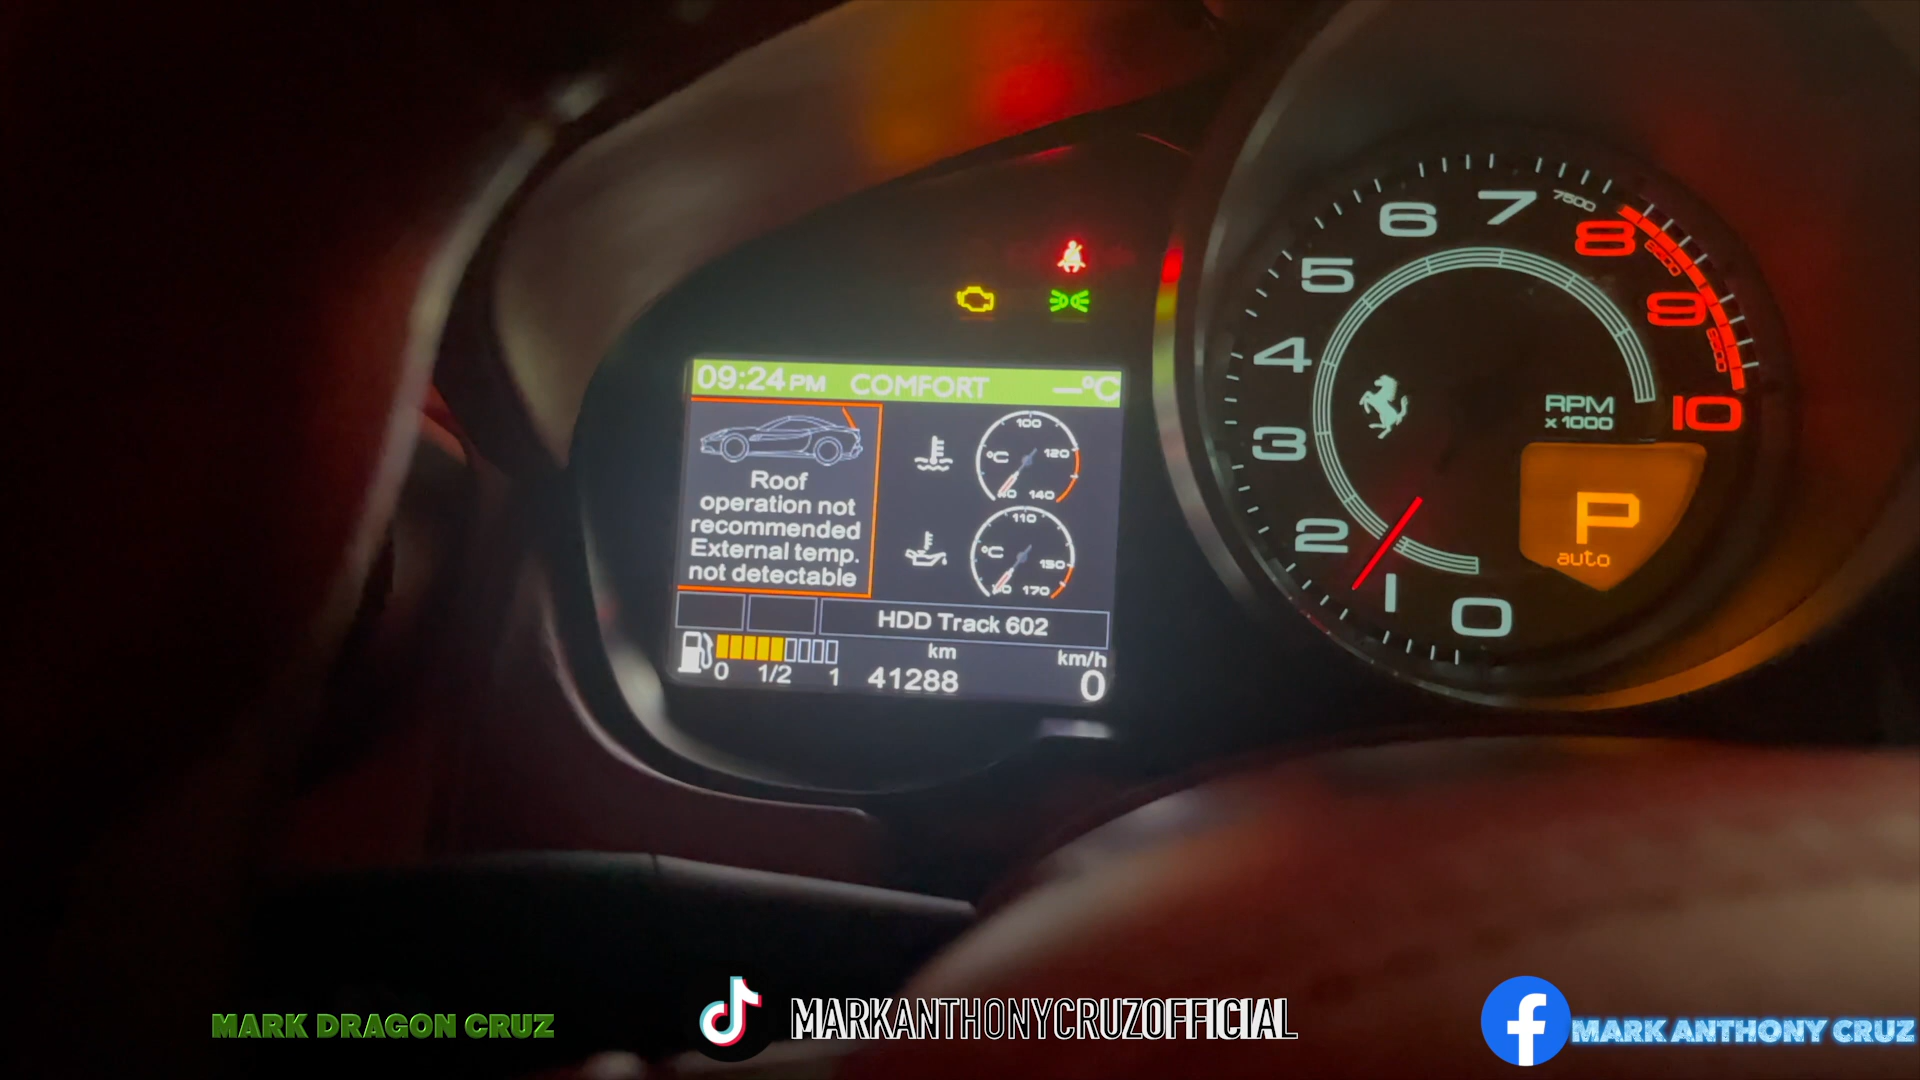 09:24 PM COMFORT —°C
Roof
operation not
recommended
External temp.
not detectable
°C 100 120 140
°C 110 150 170
HDD Track 602
0 1/2 1
km
41288
km/h
0
0 1 2 3 4 5 6 7 7500 8 9 10
RPM
x 1000
P
auto
MARK DRAGON CRUZ
MARKANTHONYCRUZOFFICIAL
MARK ANTHONY CRUZ